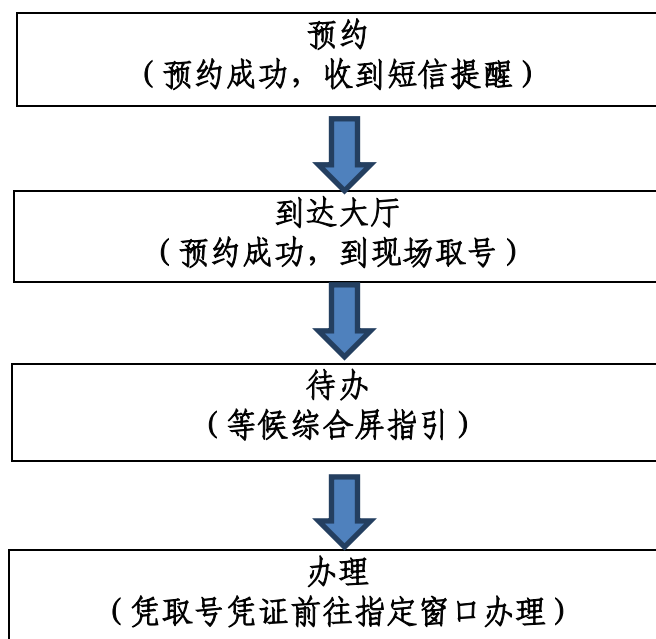 预约
（预约成功，收到短信提醒）
到达大厅
（预约成功，到现场取号）
待办
（等候综合屏指引）
办理
（凭取号凭证前往指定窗口办理）